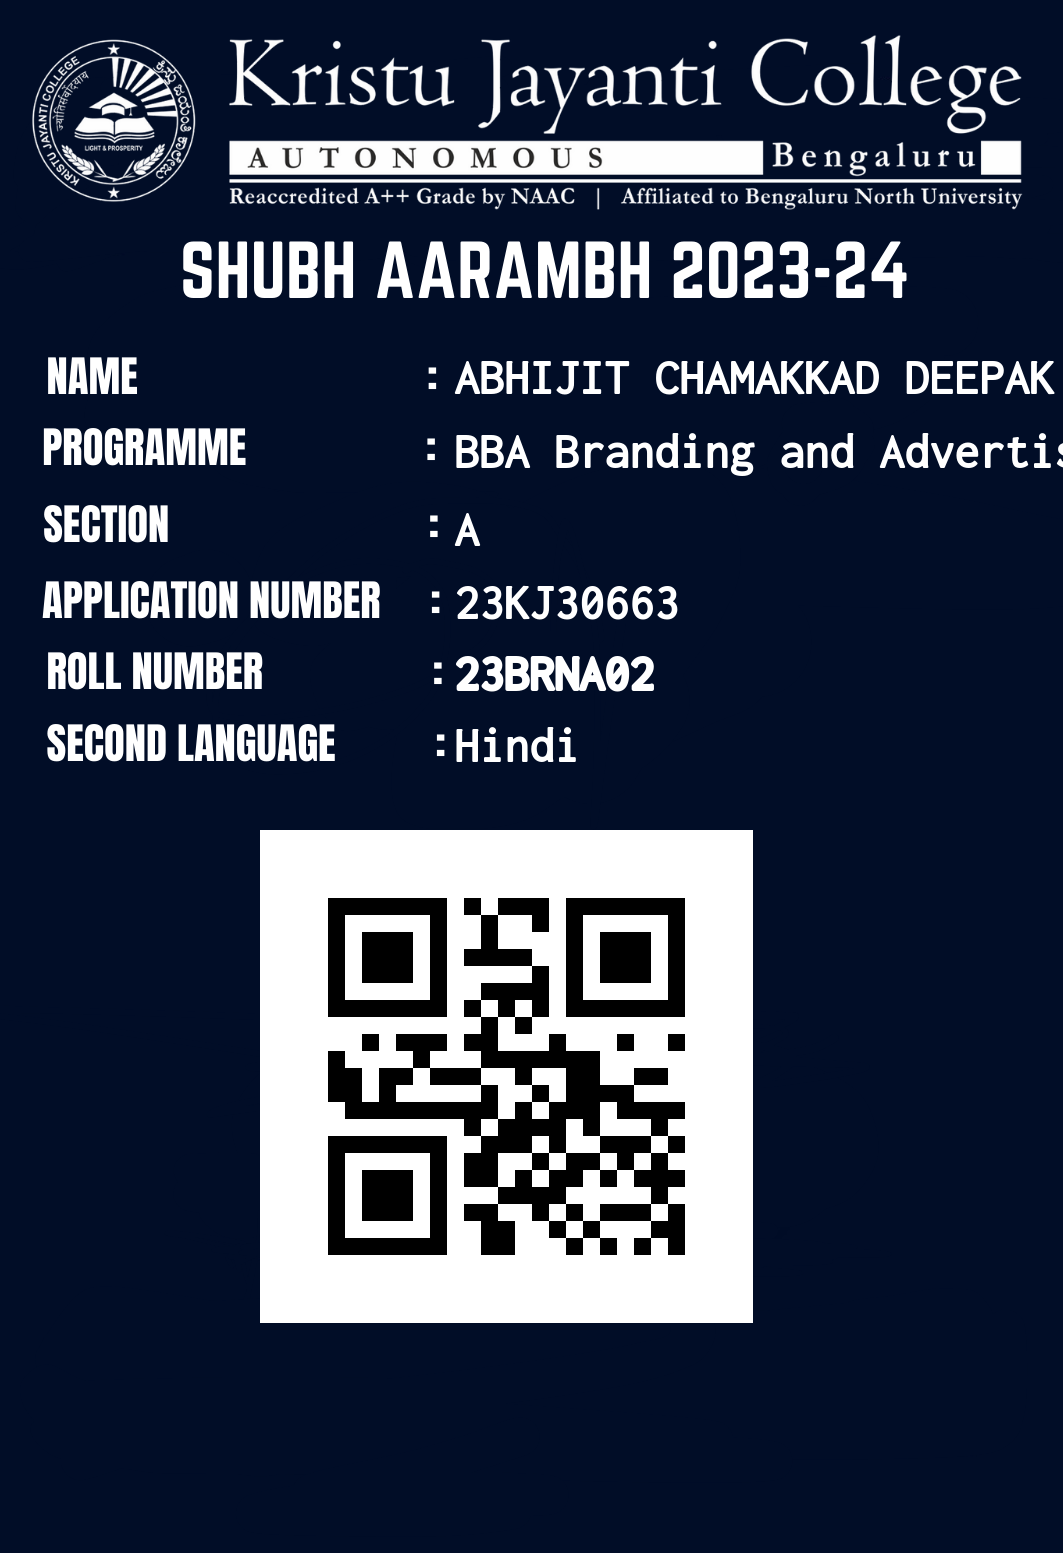 Kristu Jayanti College
AUTONOMOUS Bengaluru
Reaccredited A++ Grade by NAAC | Affiliated to Bengaluru North University
KRISTU JAYANTI COLLEGE
LIGHT & PROSPERITY
SHUBH AARAMBH 2023-24
NAME : ABHIJIT CHAMAKKAD DEEPAK
PROGRAMME : BBA Branding and Advertis
SECTION : A
APPLICATION NUMBER : 23KJ30663
ROLL NUMBER : 23BRNA02
SECOND LANGUAGE : Hindi